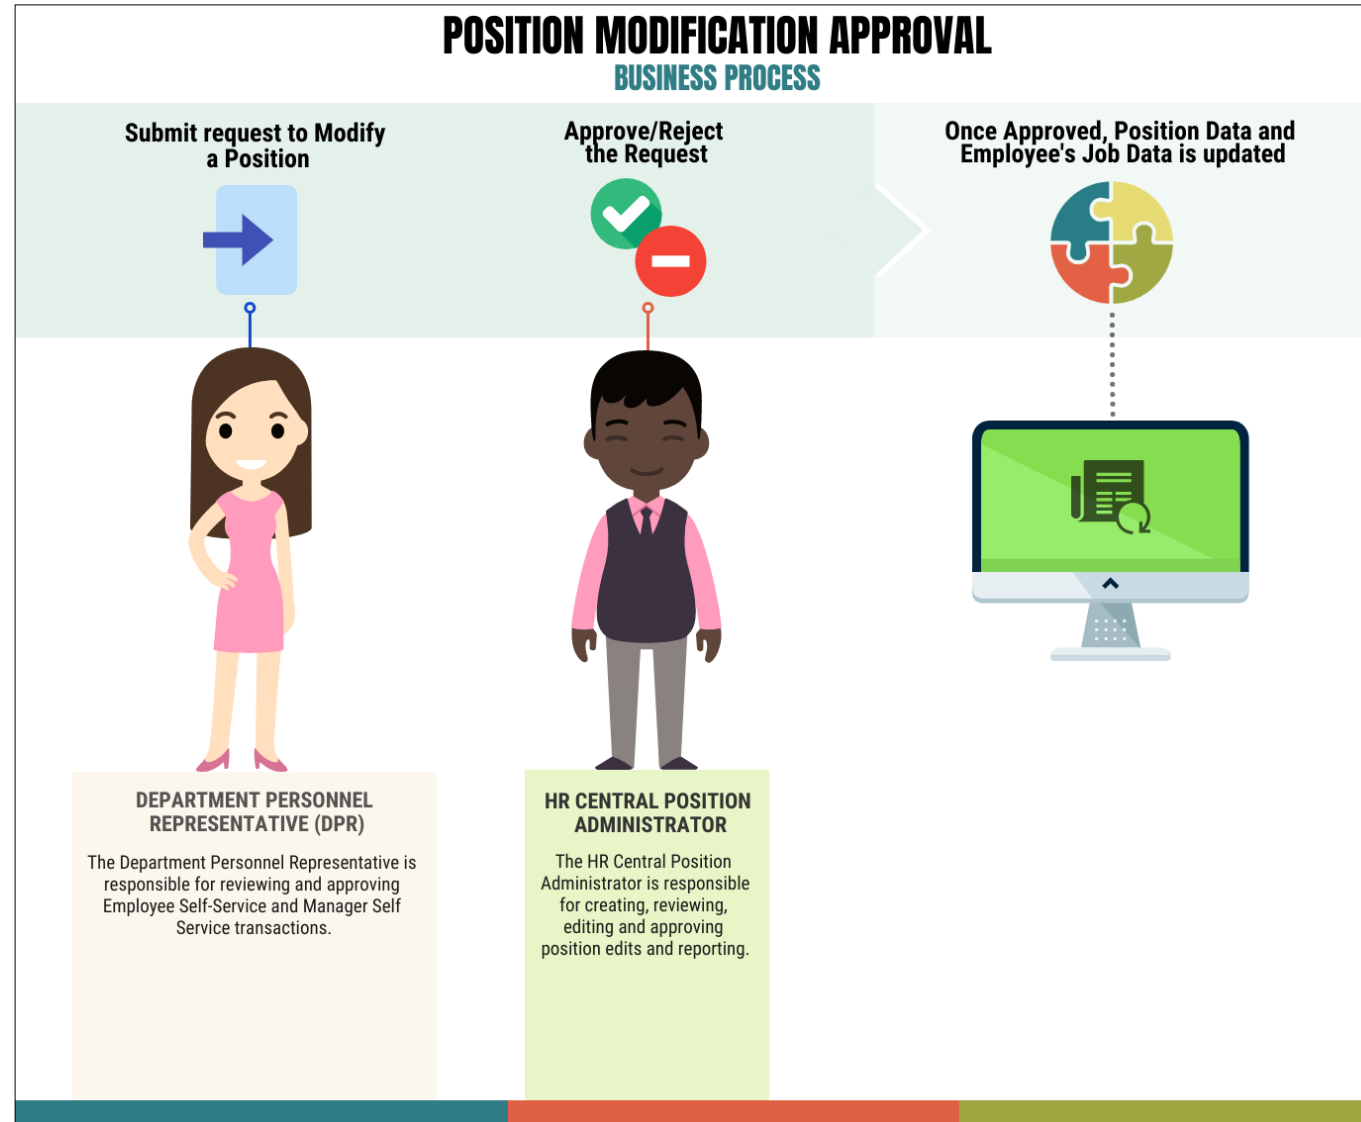 POSITION MODIFICATION APPROVAL
BUSINESS PROCESS
Submit request to Modify
a Position
Approve/Reject
the Request
Once Approved, Position Data and
Employee's Job Data is updated
DEPARTMENT PERSONNEL
REPRESENTATIVE (DPR)
The Department Personnel Representative is
responsible for reviewing and approving
Employee Self-Service and Manager Self
Service transactions.
HR CENTRAL POSITION
ADMINISTRATOR
The HR Central Position
Administrator is responsible
for creating, reviewing,
editing and approving
position edits and reporting.